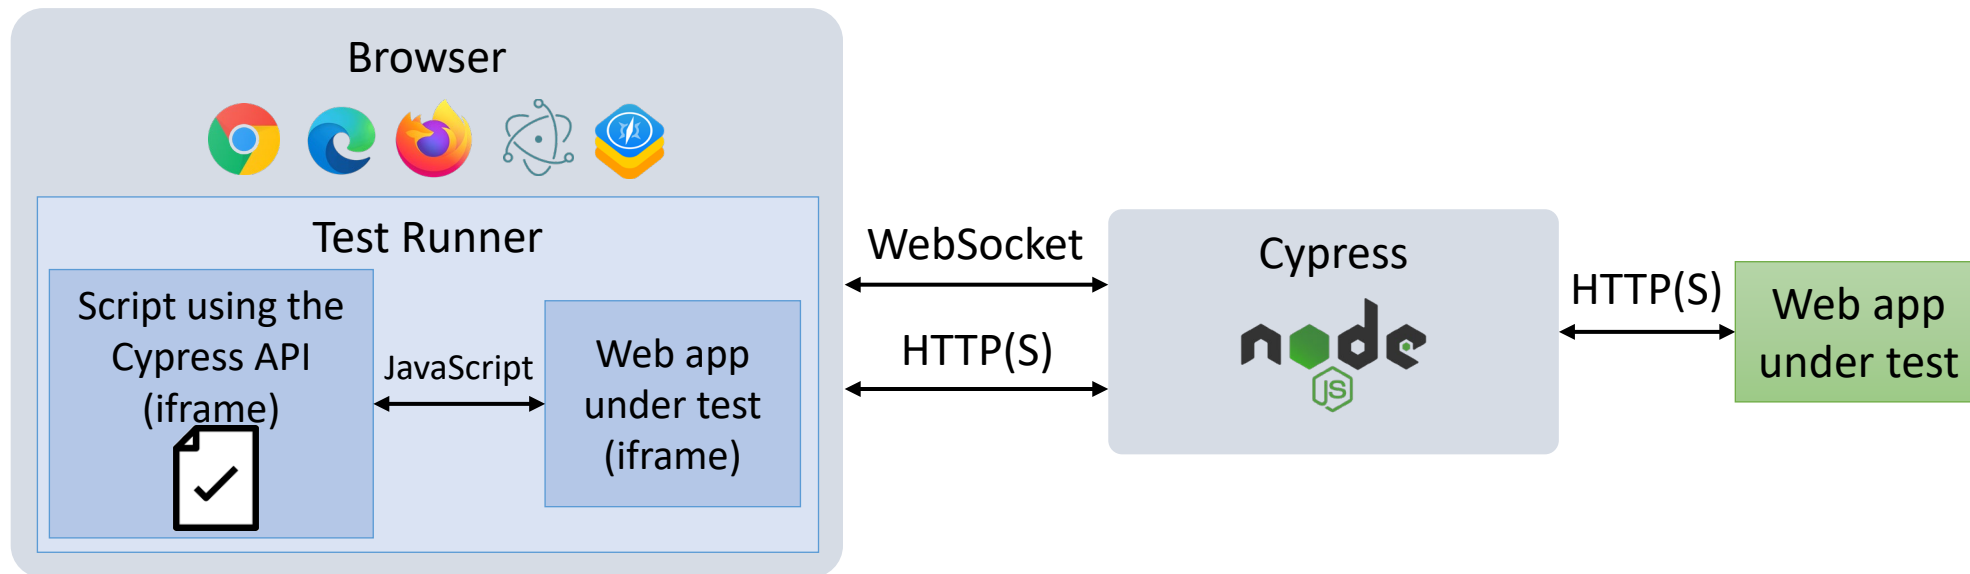 Browser
Test Runner
Script using the
Cypress API
(iframe)
JavaScript
Web app
under test
(iframe)
WebSocket
HTTP(S)
Cypress
node
JS
HTTP(S)
Web app
under test